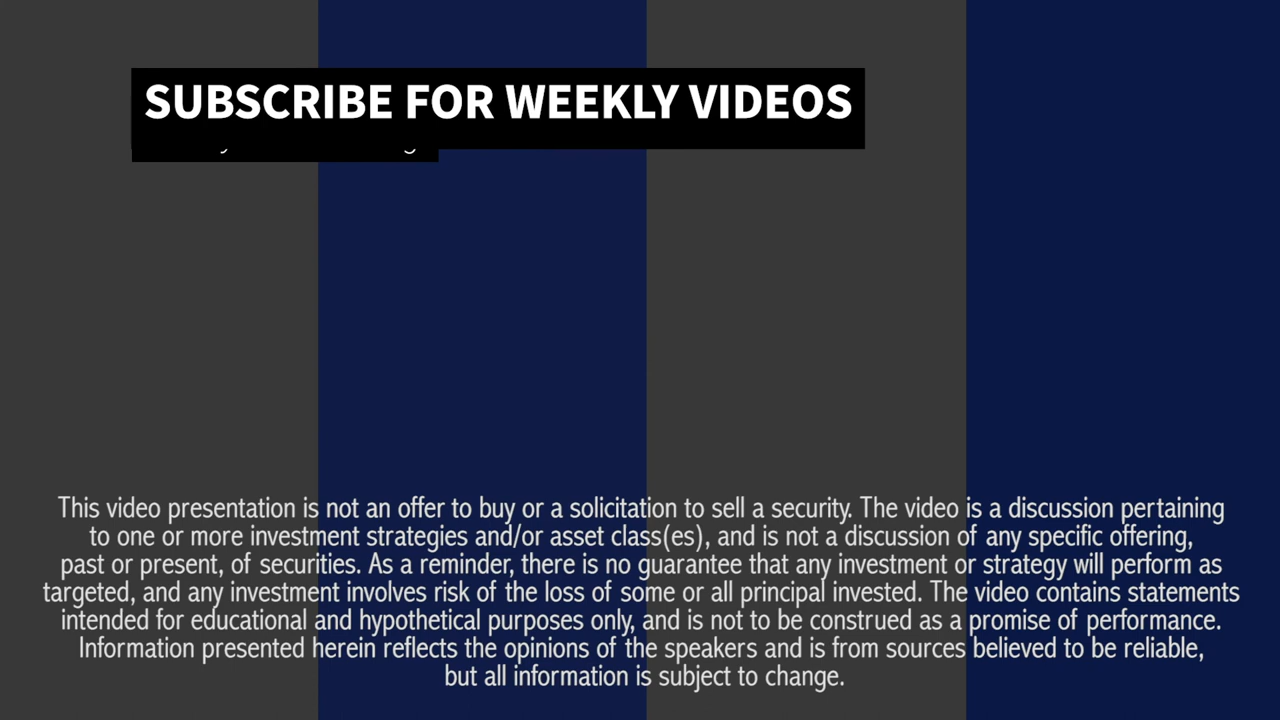 SUBSCRIBE FOR WEEKLY VIDEOS
This video presentation is not an offer to buy or a solicitation to sell a security. The video is a discussion pertaining
to one or more investment strategies and/or asset class(es), and is not a discussion of any specific offering,
past or present, of securities. As a reminder, there is no guarantee that any investment or strategy will perform as
targeted, and any investment involves risk of the loss of some or all principal invested. The video contains statements
intended for educational and hypothetical purposes only, and is not to be construed as a promise of performance.
Information presented herein reflects the opinions of the speakers and is from sources believed to be reliable,
but all information is subject to change.